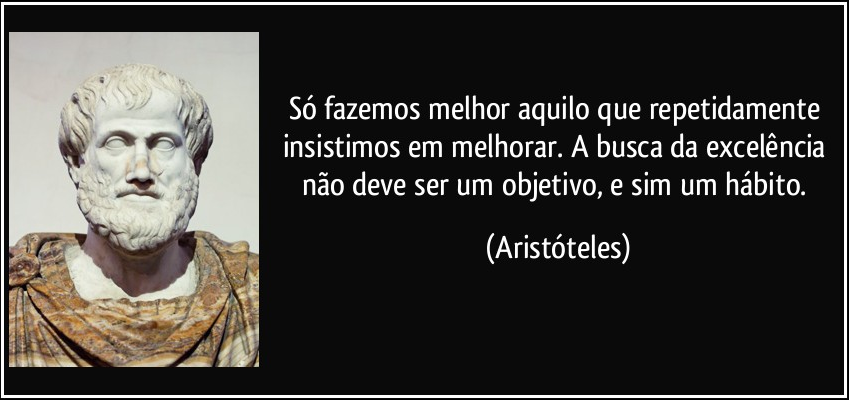 Só fazemos melhor aquilo que repetidamente
insistimos em melhorar. A busca da excelência
não deve ser um objetivo, e sim um hábito.
(Aristóteles)